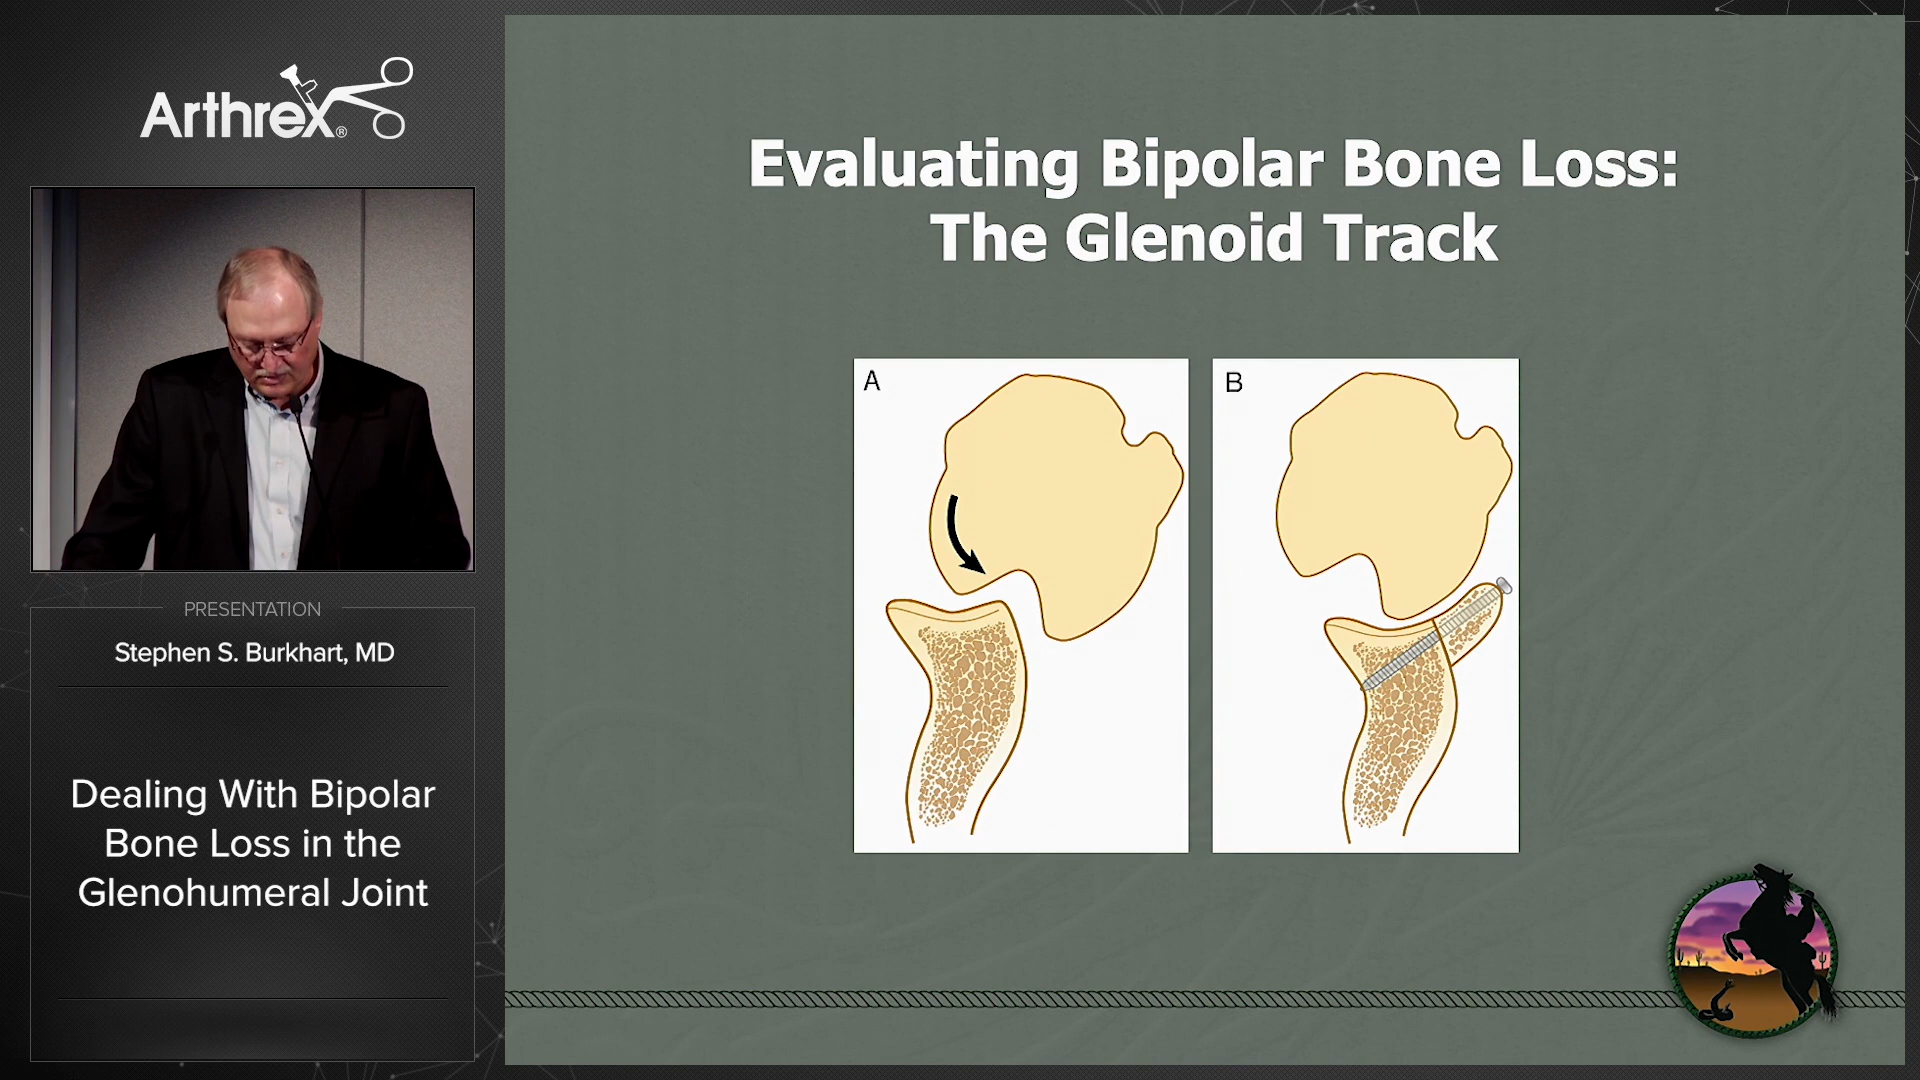 Arthrex®
PRESENTATION
Stephen S. Burkhart, MD
Dealing With Bipolar
Bone Loss in the
Glenohumeral Joint
Evaluating Bipolar Bone Loss:
The Glenoid Track
A
B